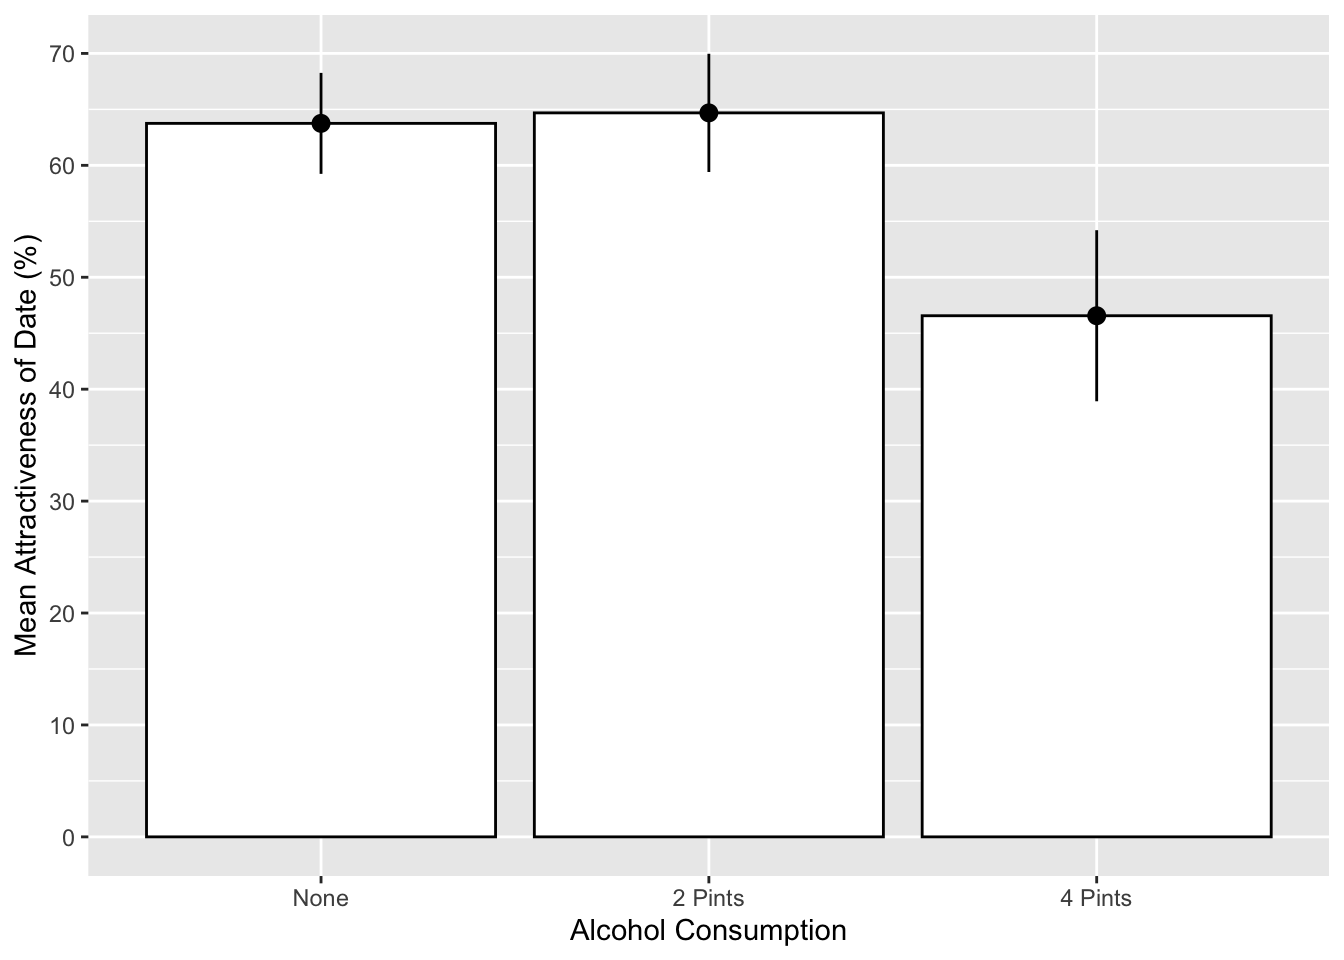 Mean Attractiveness of Date (%)
70
60
50
40
30
20
10
0
None
2 Pints
4 Pints
Alcohol Consumption